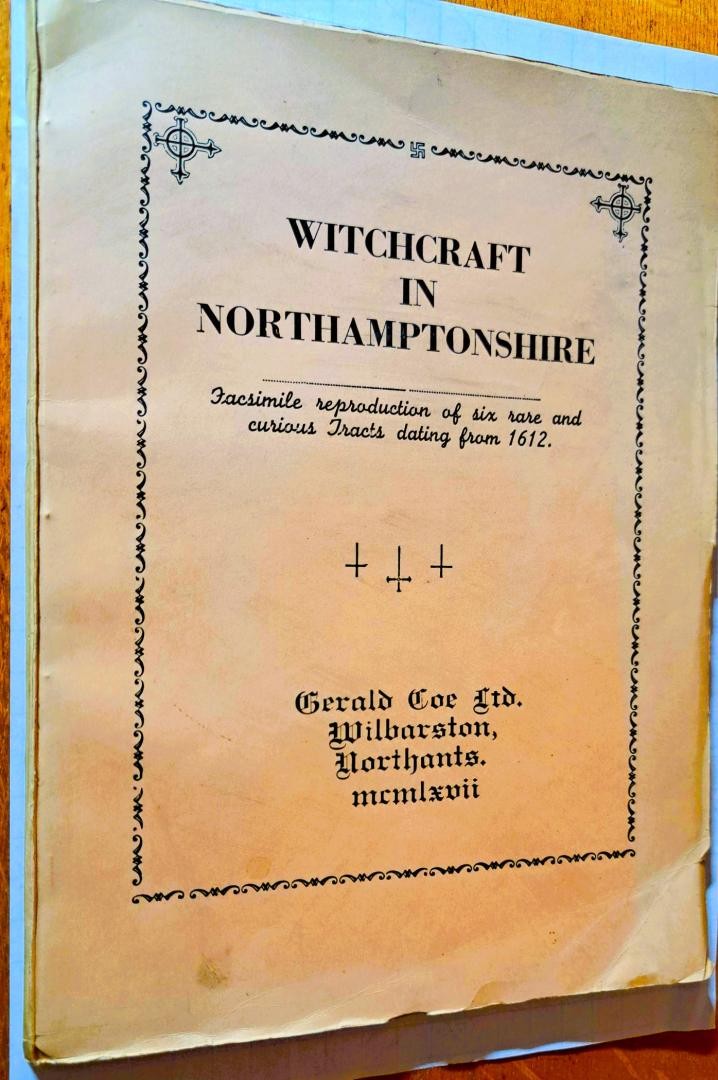 WITCHCRAFT
IN
NORTHAMPTONSHIRE
Facsimile reproduction of six rare and
curious Tracts dating from 1612.
Gerald Coe Ltd.
Wilbarston,
Northants.
mcmlxvii